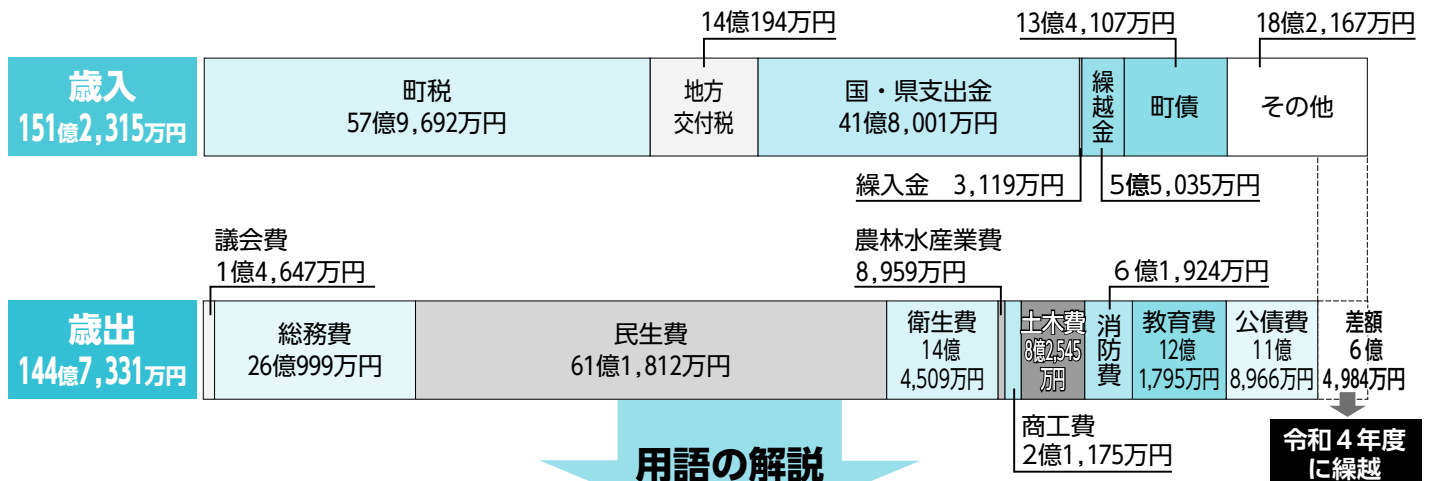 14億194万円
13億4,107万円
18億2,167万円
歳入
151億2,315万円
町税
57億9,692万円
地方
交付税
国・県支出金
41億8,001万円
繰越金
町債
その他
繰入金 3,119万円
5億5,035万円
議会費
1億4,647万円
農林水産業費
8,959万円
6億1,924万円
歳出
144億7,331万円
総務費
26億999万円
民生費
61億1,812万円
衛生費
14億
4,509万円
土木費
8億2,545
万円
消防費
教育費
12億
1,795万円
公債費
11億
8,966万円
差額
6億
4,984万円
商工費
2億1,175万円
令和4年度
に繰越
用語の解説